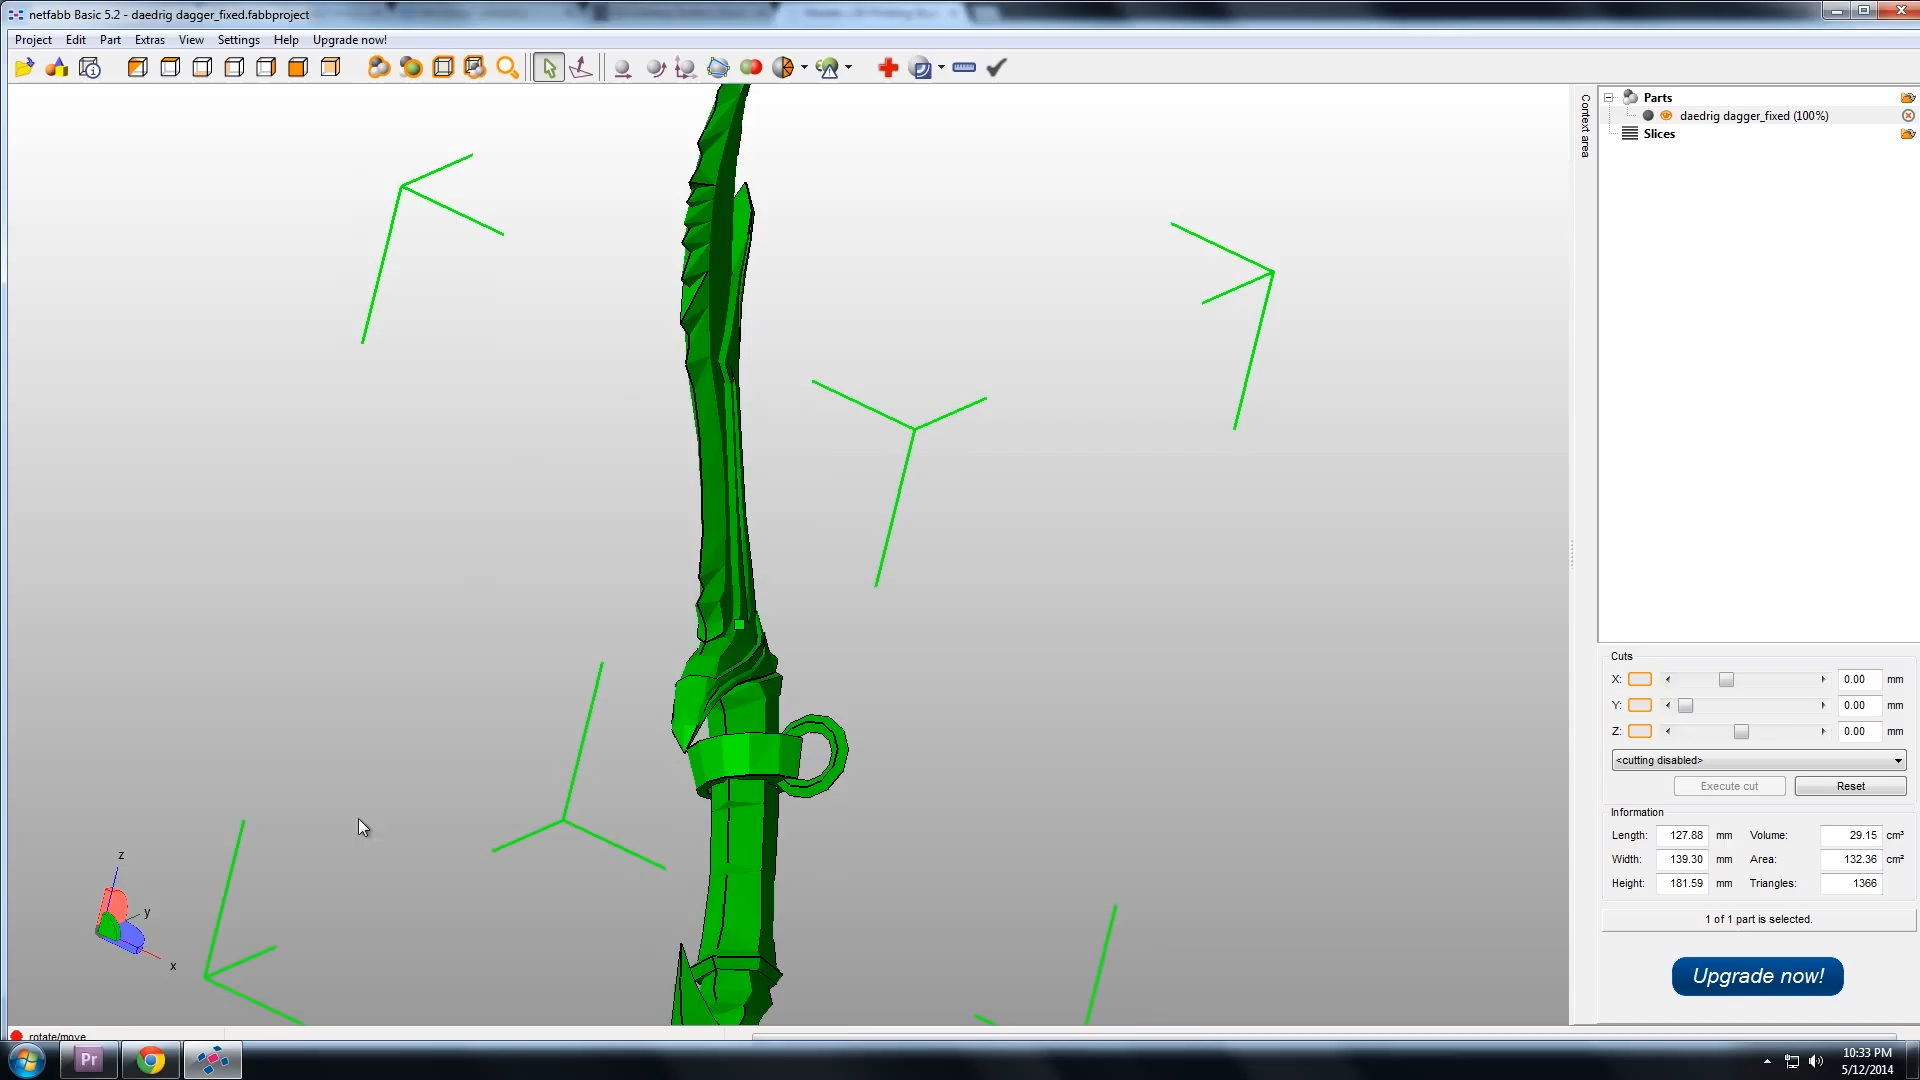 netfabb Basic 5.2 - daedrig dagger_fixed.fabbproject
Project Edit Part Extras View Settings Help Upgrade now!
Context area
Parts
daedrig dagger_fixed (100%)
Slices
Cuts
X: 0.00 mm
Y: 0.00 mm
Z: 0.00 mm
<cutting disabled>
Execute cut Reset
Information
Length: 127.88 mm Volume: 29.15 cm³
Width: 139.30 mm Area: 132.36 cm²
Height: 181.59 mm Triangles: 1366
1 of 1 part is selected.
Upgrade now!
z
y
x
rotate/move
Pr
10:33 PM
5/12/2014